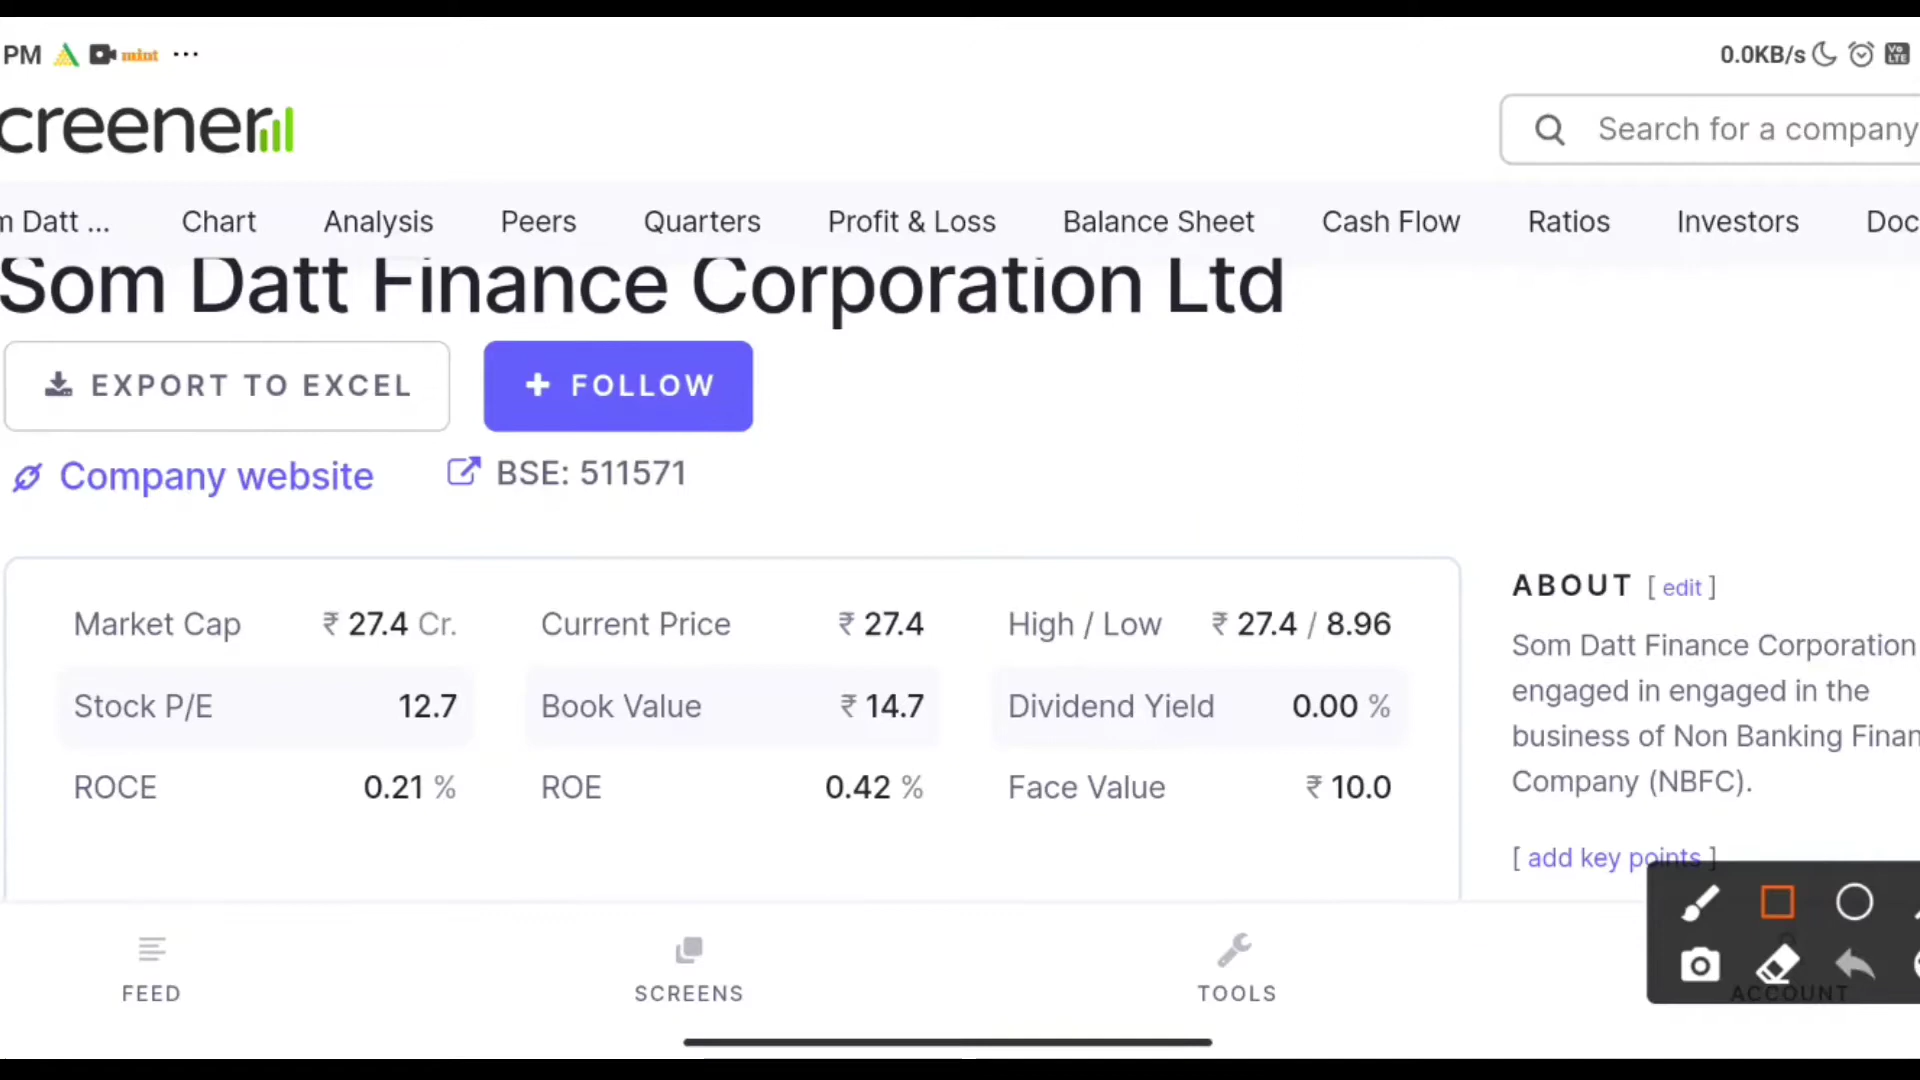 PM mint ... 0.0KB/s Vo LTE
creener Search for a company
m Datt ... Chart Analysis Peers Quarters Profit & Loss Balance Sheet Cash Flow Ratios Investors Doc
Som Datt Finance Corporation Ltd
EXPORT TO EXCEL + FOLLOW
Company website BSE: 511571
Market Cap ₹ 27.4 Cr. Current Price ₹ 27.4 High / Low ₹ 27.4 / 8.96
Stock P/E 12.7 Book Value ₹ 14.7 Dividend Yield 0.00 %
ROCE 0.21 % ROE 0.42 % Face Value ₹ 10.0
ABOUT [ edit ]
Som Datt Finance Corporation
engaged in engaged in the
business of Non Banking Finan
Company (NBFC).
[ add key points ]
FEED SCREENS TOOLS ACCOUNT